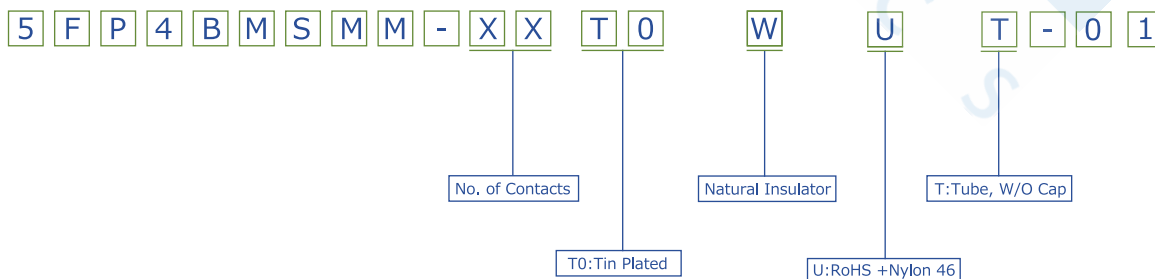 5FP4BMSMM-XX T0 W U T-01
No. of Contacts
Natural Insulator
T:Tube, W/O Cap
T0:Tin Plated
U:RoHS +Nylon 46